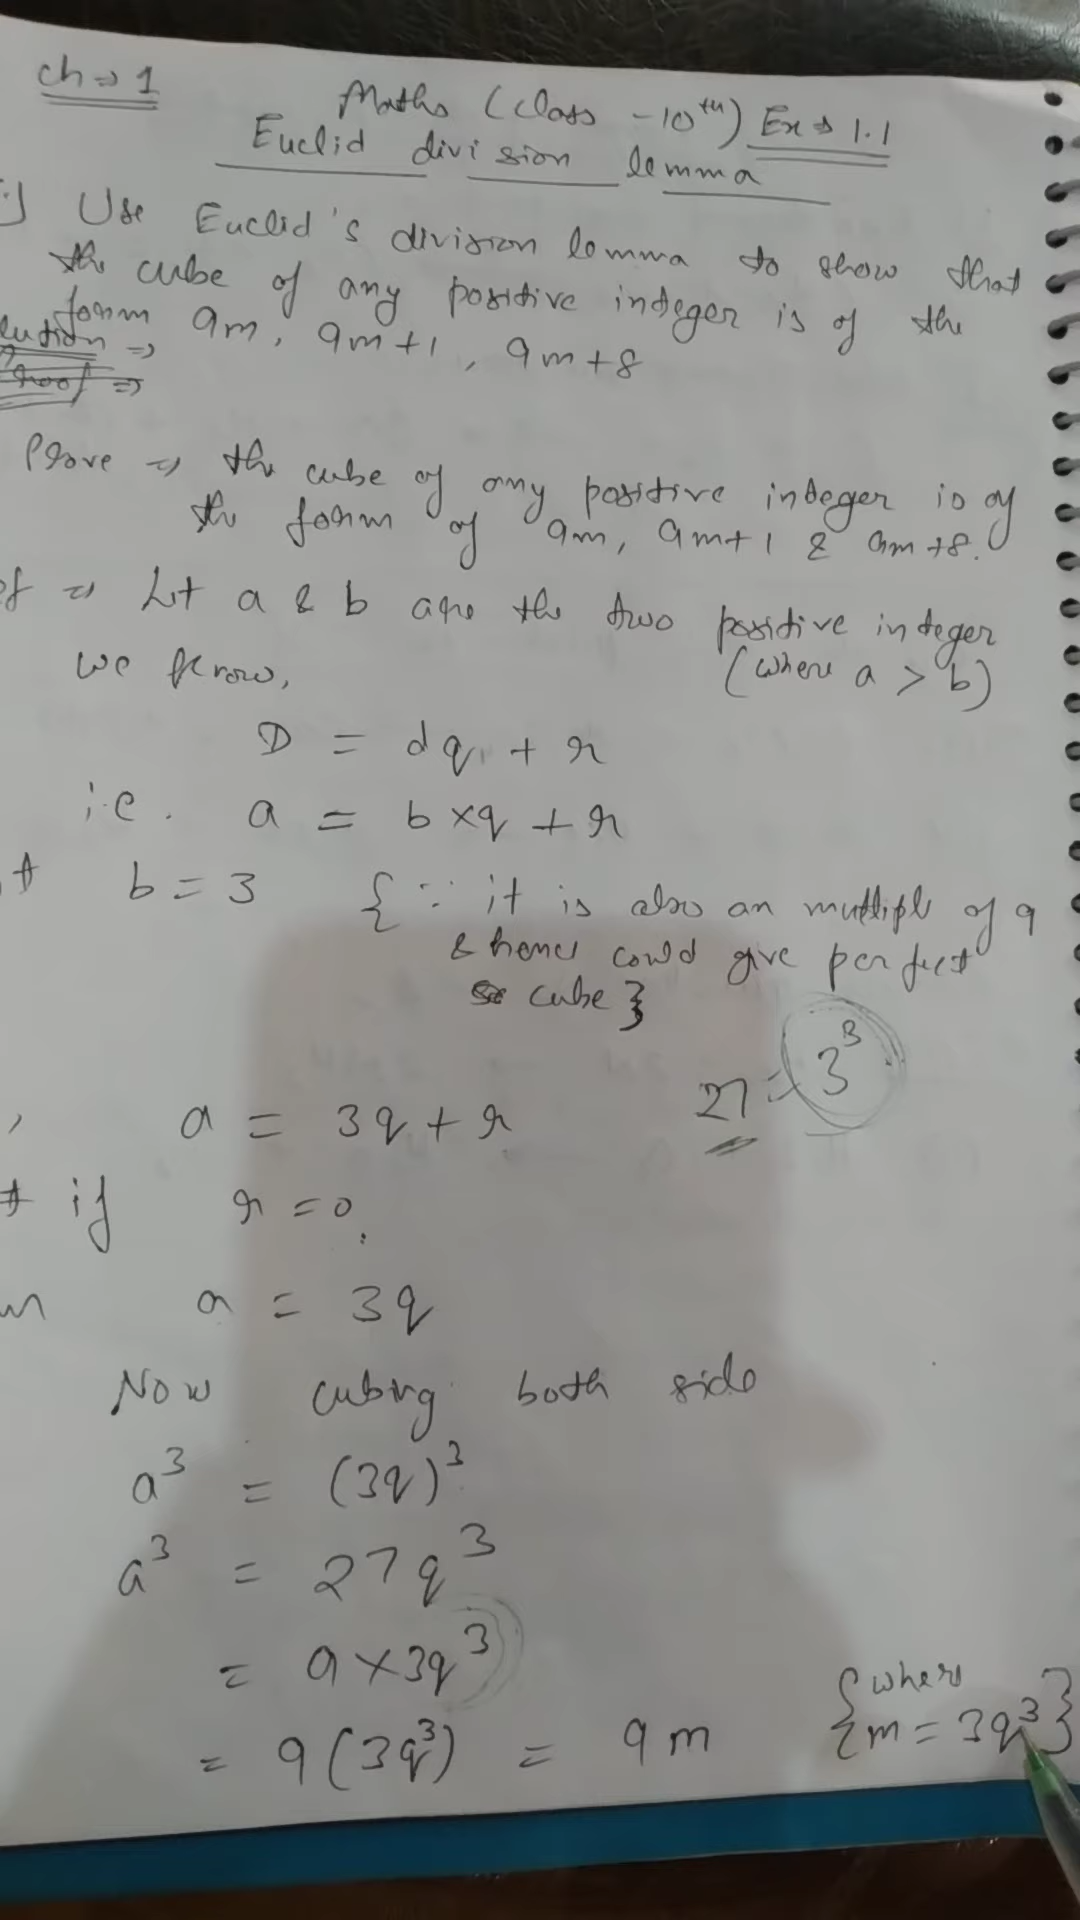 ch ⇒ 1
Maths (class -10th) Ex ⇒ 1.1
Euclid division lemma
Use Euclid's division lemma to show that
the cube of any positive integer is of the
form 9m, 9m+1, 9m+8
lution ⇒
Proof ⇒
Prove ⇒ the cube of any positive integer is of
the form of 9m, 9m+1 & 9m+8.
of ⇒ Let a & b are the two positive integer
we know, (where a > b)
D = dq + r
i.e. a = b×q + r
b = 3 {∵ it is also an multiple of 9
& hence could give perfect
cube}
27 = 3³
, a = 3q + r
if r = 0
a = 3q
Now cubing both side
a³ = (3q)³
a³ = 27q³
= 9×3q³
= 9(3q³) = 9m {where m = 3q³}